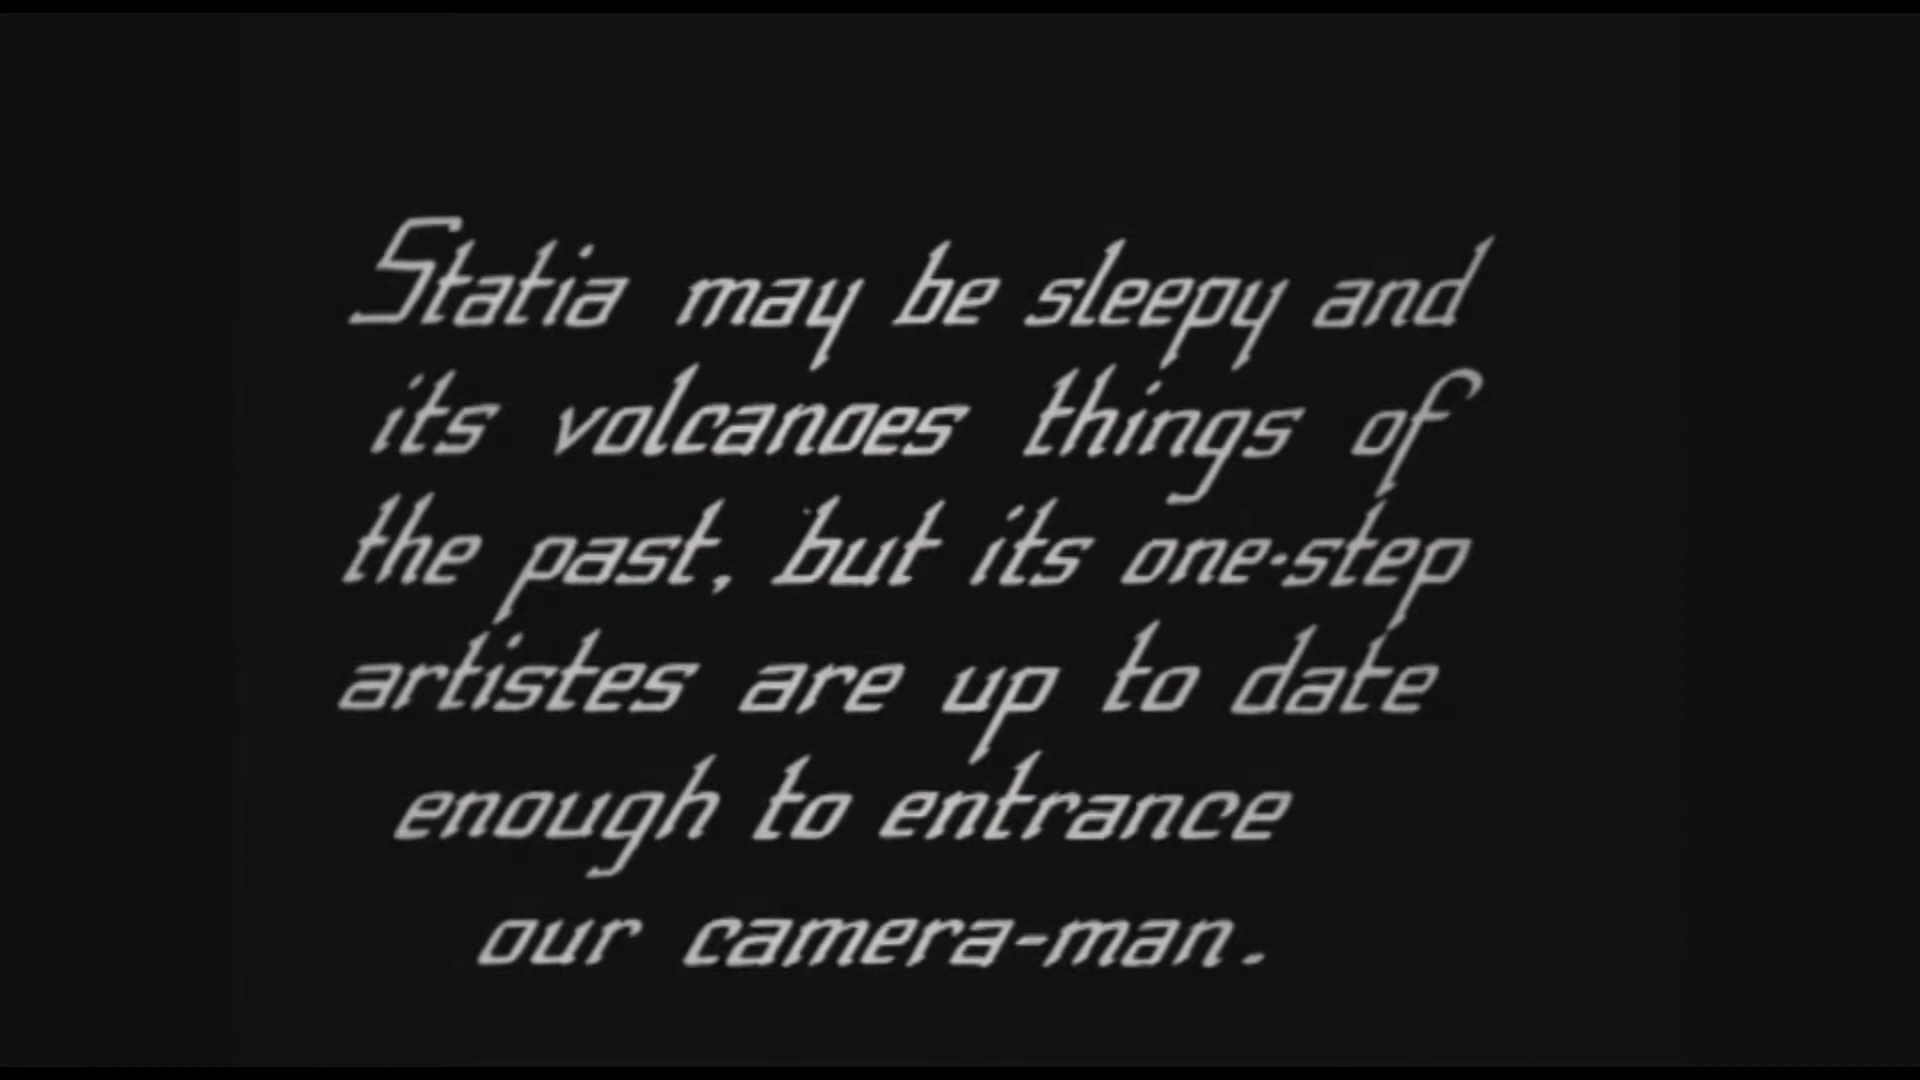 Statia may be sleepy and
its volcanoes things of
the past, but its one-step
artistes are up to date
enough to entrance
our camera-man.